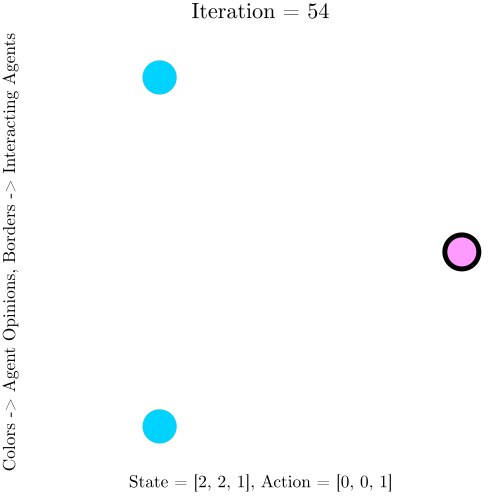 Iteration = 54
Colors -> Agent Opinions, Borders -> Interacting Agents
State = [2, 2, 1], Action = [0, 0, 1]